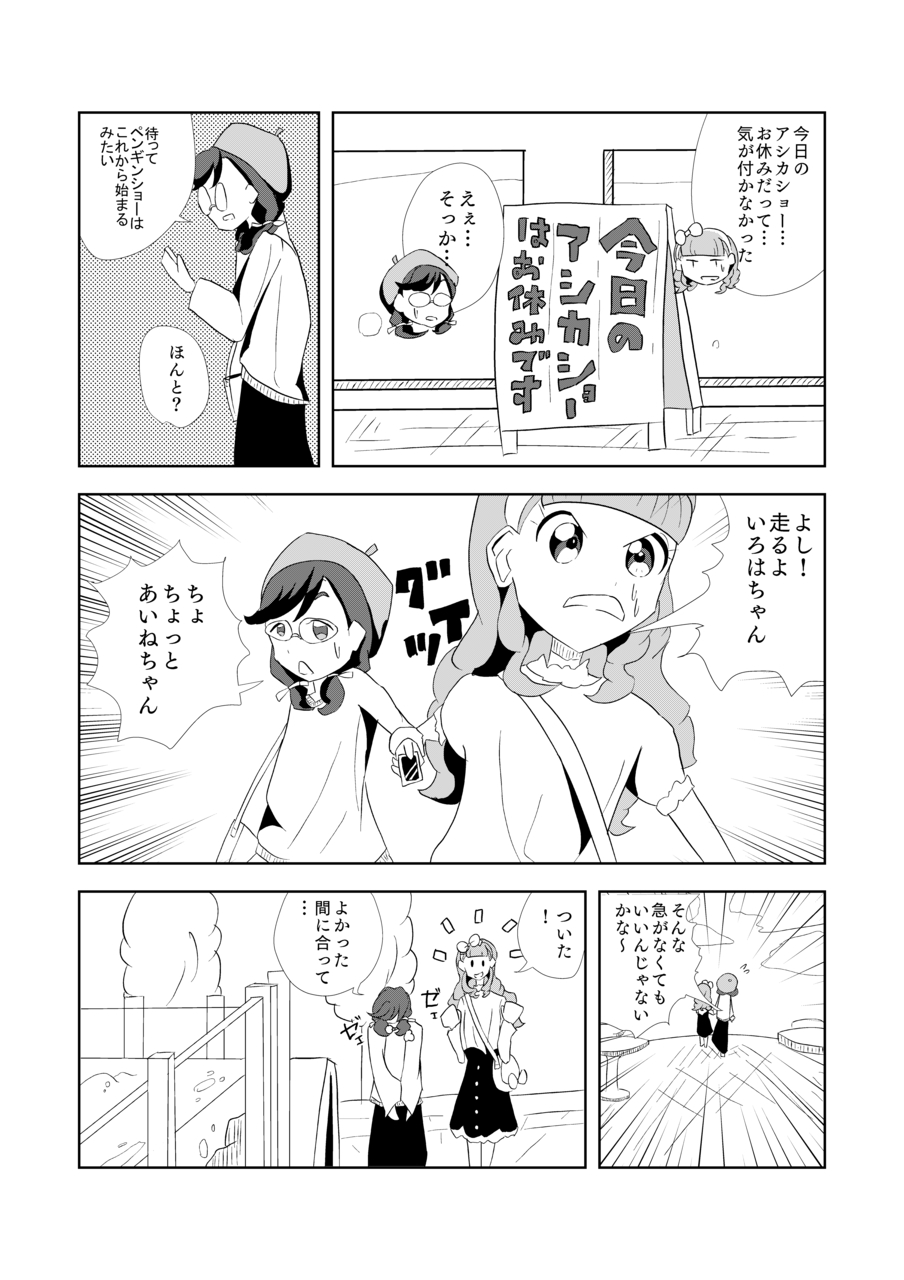 今日の
アシカショー…
お休みだって…
気が付かなかった
今日の
アシカショー
はお休みです
えぇ…
そっか…
待って
ペンギンショーは
これから始まる
みたい
ほんと?
よし!
走るよ
いろはちゃん
ダイッ
ちょ
ちょっと
あいねちゃん
そんな
急がなくても
いいんじゃない
かな～
ついた
!
よかった
間に合って
…
ゼェ
ゼェ